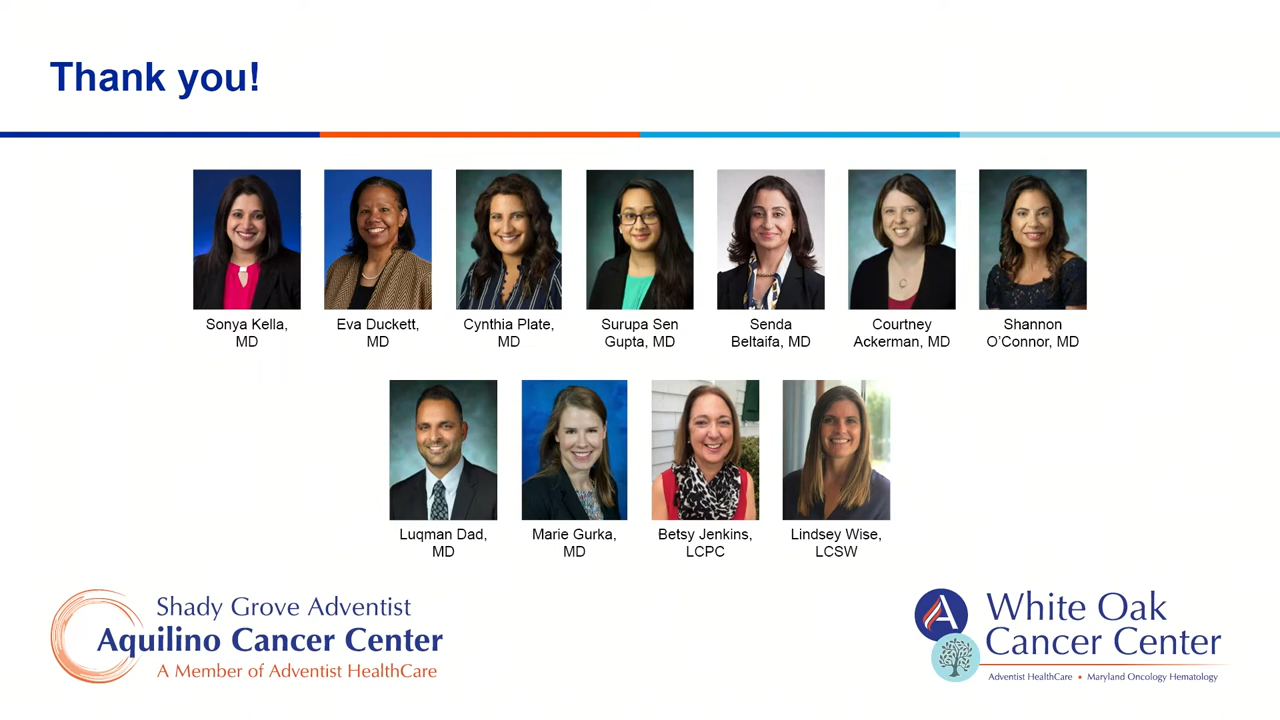 Thank you!
Sonya Kella,
MD
Eva Duckett,
MD
Cynthia Plate,
MD
Surupa Sen
Gupta, MD
Senda
Beltaifa, MD
Courtney
Ackerman, MD
Shannon
O'Connor, MD
Luqman Dad,
MD
Marie Gurka,
MD
Betsy Jenkins,
LCPC
Lindsey Wise,
LCSW
Shady Grove Adventist
Aquilino Cancer Center
A Member of Adventist HealthCare
A
White Oak
Cancer Center
Adventist HealthCare • Maryland Oncology Hematology